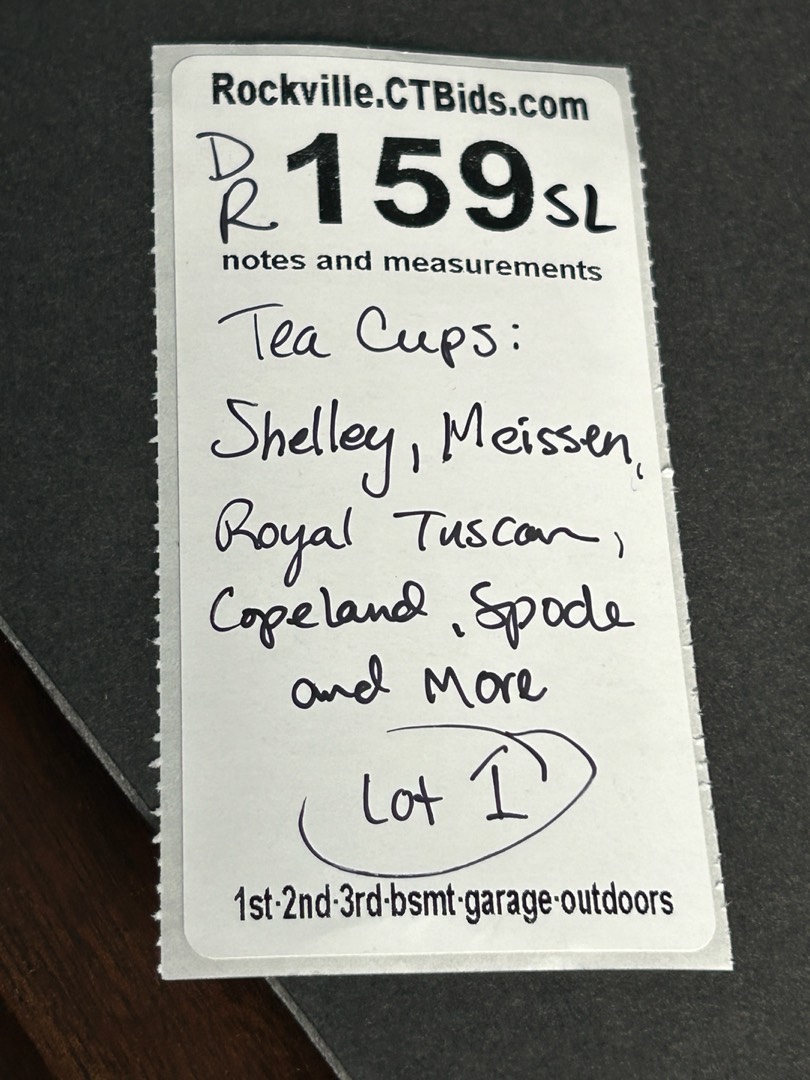 Rockville.CTBids.com
DR 159 SL
notes and measurements
Tea Cups:
Shelley, Meissen,
Royal Tuscan,
Copeland, Spode
and More
Lot 1
1st·2nd·3rd·bsmt·garage·outdoors